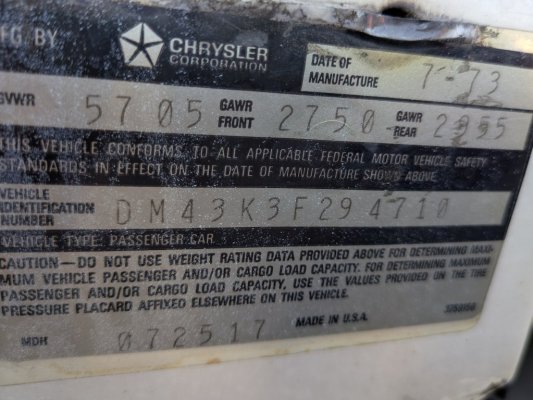 MFG. BY CHRYSLER CORPORATION DATE OF MANUFACTURE 7-73
GVWR 5705 GAWR FRONT 2750 GAWR REAR 2955
THIS VEHICLE CONFORMS TO ALL APPLICABLE FEDERAL MOTOR VEHICLE SAFETY
STANDARDS IN EFFECT ON THE DATE OF MANUFACTURE SHOWN ABOVE.
VEHICLE IDENTIFICATION NUMBER DM43K3F294710
VEHICLE TYPE: PASSENGER CAR
CAUTION—DO NOT USE WEIGHT RATING DATA PROVIDED ABOVE FOR DETERMINING MAXI-
MUM VEHICLE PASSENGER AND/OR CARGO LOAD CAPACITY. FOR DETERMINING MAXIMUM
PASSENGER AND/OR CARGO LOAD CAPACITY, USE THE VALUES PROVIDED ON THE TIRE
PRESSURE PLACARD AFFIXED ELSEWHERE ON THIS VEHICLE.
MDH 072517 MADE IN U.S.A.